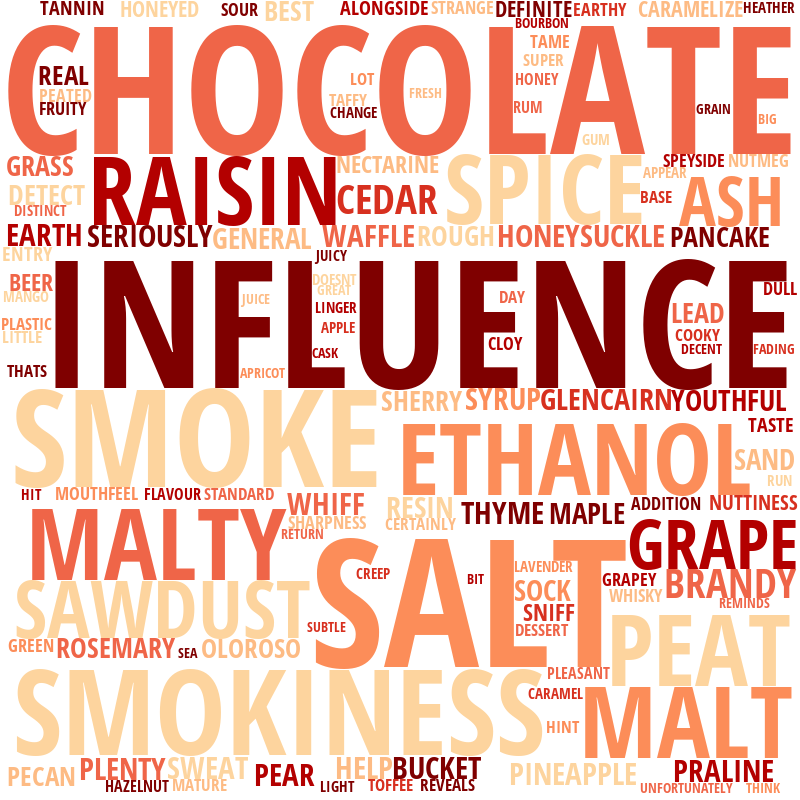 TANNIN HONEYED SOUR BEST ALONGSIDE STRANGE DEFINITE EARTHY CARAMELIZE HEATHER
BOURBON
CHOCOLATE
TAME
SUPER
REAL LOT HONEY
PEATED TAFFY FRESH
FRUITY CHANGE RUM GRAIN
BIG
GUM
GRASS RAISIN NECTARINE SPICE SPEYSIDE NUTMEG
APPEAR
DETECT CEDAR BASE ASH
DISTINCT
EARTH SERIOUSLY GENERAL WAFFLE ROUGH HONEYSUCKLE PANCAKE
ENTRY JUICY
INFLUENCE
BEER DOESNT DULL
MANGO JUICE GREAT DAY
LINGER LEAD
PLASTIC APPLE
LITTLE CLOY COOKY
CASK DECENT FADING
THATS APRICOT
SMOKE SHERRY SYRUP GLENCAIRN YOUTHFUL
TASTE
ETHANOL SAND
RUN
HIT MOUTHFEEL FLAVOUR STANDARD WHIFF RESIN THYME MAPLE ADDITION NUTTINESS
SHARPNESS CERTAINLY
MALTY RETURN GRAPE
SALT
CREEP BIT LAVENDER GRAPEY BRANDY
SAWDUST SOCK WHISKY
SNIFF REMINDS
SUBTLE DESSERT PEAT
GREEN ROSEMARY SEA OLOROSO
PLEASANT
SMOKINESS CARAMEL MALT
HINT
PECAN PLENTY SWEAT PEAR HELP BUCKET PINEAPPLE PRALINE
HAZELNUT MATURE LIGHT TOFFEE REVEALS UNFORTUNATELY THINK